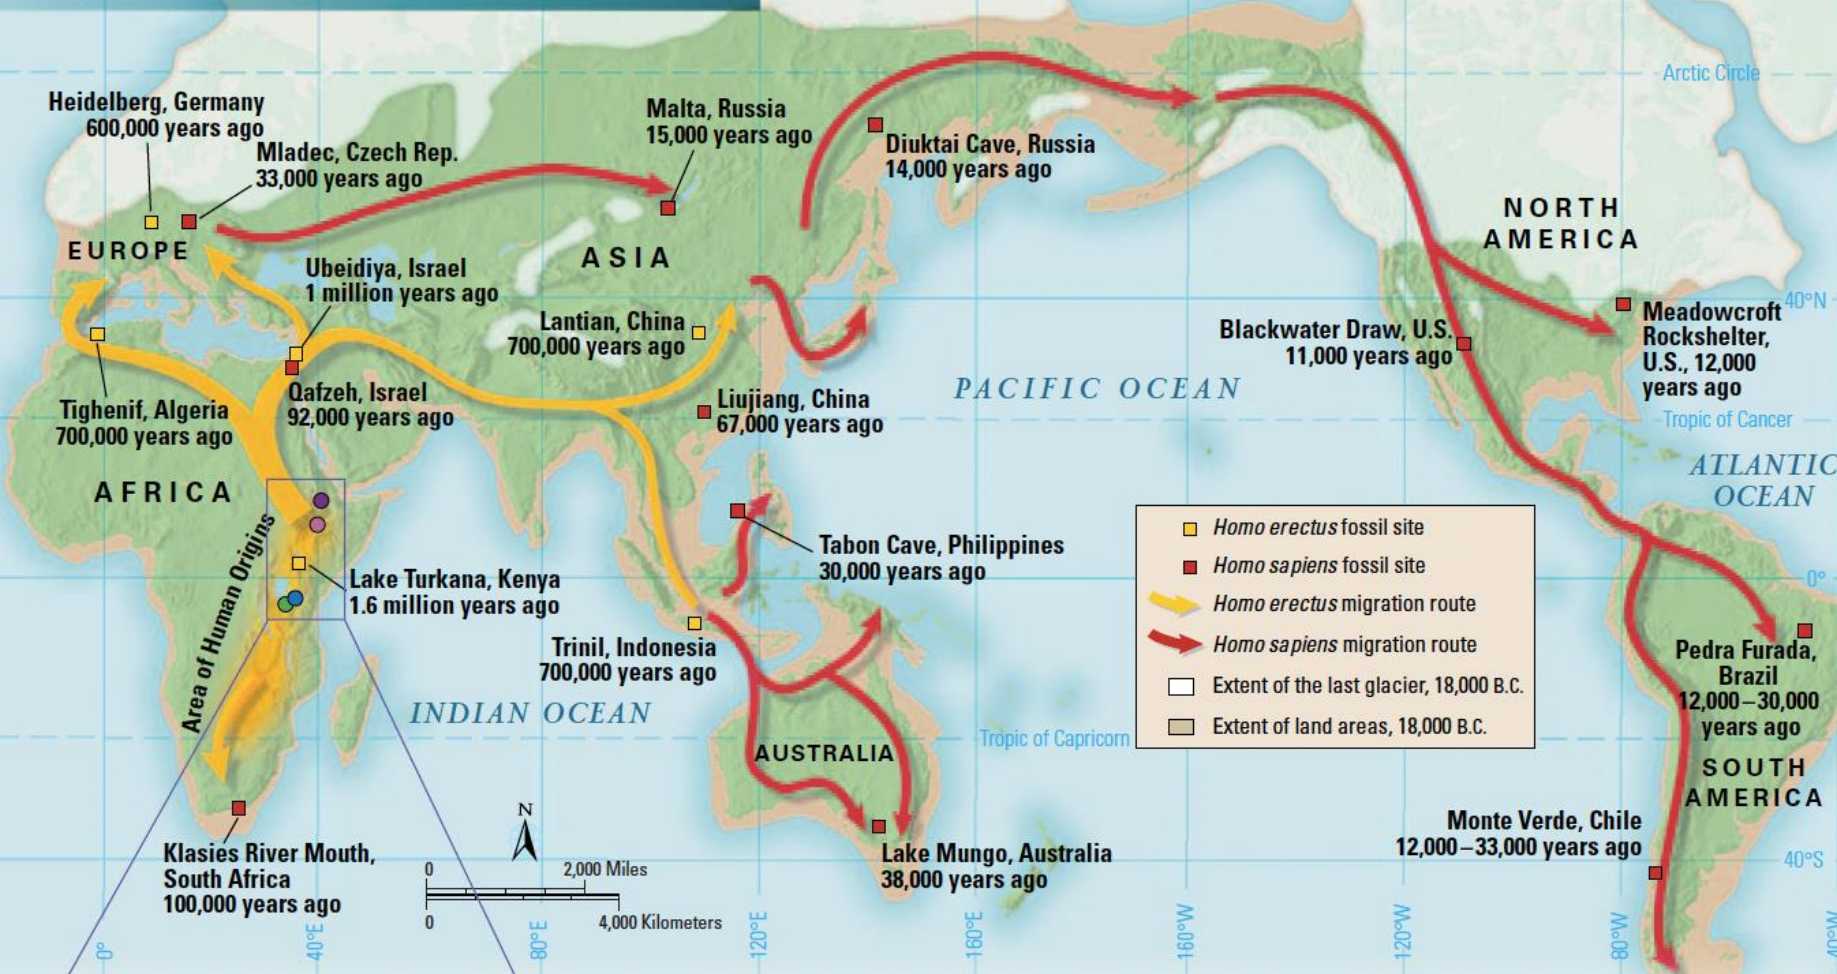 Arctic Circle
Heidelberg, Germany
600,000 years ago
Mladec, Czech Rep.
33,000 years ago
Malta, Russia
15,000 years ago
Diuktai Cave, Russia
14,000 years ago
NORTH
AMERICA
EUROPE
ASIA
Ubeidiya, Israel
1 million years ago
40°N
Lantian, China
700,000 years ago
Blackwater Draw, U.S.
11,000 years ago
Meadowcroft
Rockshelter,
U.S., 12,000
years ago
PACIFIC OCEAN
Qafzeh, Israel
92,000 years ago
Tighenif, Algeria
700,000 years ago
Liujiang, China
67,000 years ago
Tropic of Cancer
ATLANTIC
OCEAN
AFRICA
Area of Human Origins
Tabon Cave, Philippines
30,000 years ago
Lake Turkana, Kenya
1.6 million years ago
0°
Trinil, Indonesia
700,000 years ago
INDIAN OCEAN
Homo erectus fossil site
Homo sapiens fossil site
Homo erectus migration route
Homo sapiens migration route
Extent of the last glacier, 18,000 B.C.
Extent of land areas, 18,000 B.C.
Pedra Furada,
Brazil
12,000–30,000
years ago
Tropic of Capricorn
AUSTRALIA
SOUTH
AMERICA
Monte Verde, Chile
12,000–33,000 years ago
40°S
Klasies River Mouth,
South Africa
100,000 years ago
N
0 2,000 Miles
0 4,000 Kilometers
Lake Mungo, Australia
38,000 years ago
0°
40°E
80°E
120°E
160°E
160°W
120°W
80°W
40°W